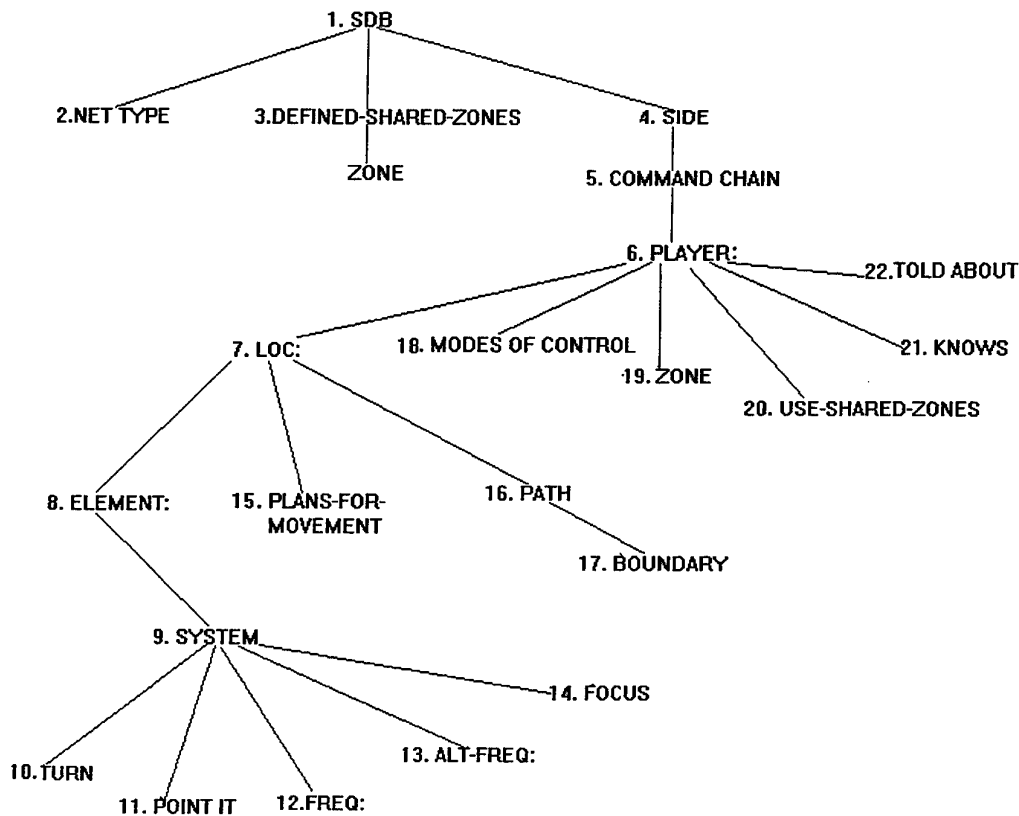 1. SDB
2.NET TYPE
3.DEFINED-SHARED-ZONES
4. SIDE
ZONE
5. COMMAND CHAIN
6. PLAYER:
22.TOLD ABOUT
7. LOC:
18. MODES OF CONTROL
21. KNOWS
19. ZONE
20. USE-SHARED-ZONES
8. ELEMENT:
15. PLANS-FOR-
MOVEMENT
16. PATH
17. BOUNDARY
9. SYSTEM
14. FOCUS
13. ALT-FREQ:
10.TURN
11. POINT IT
12.FREQ: